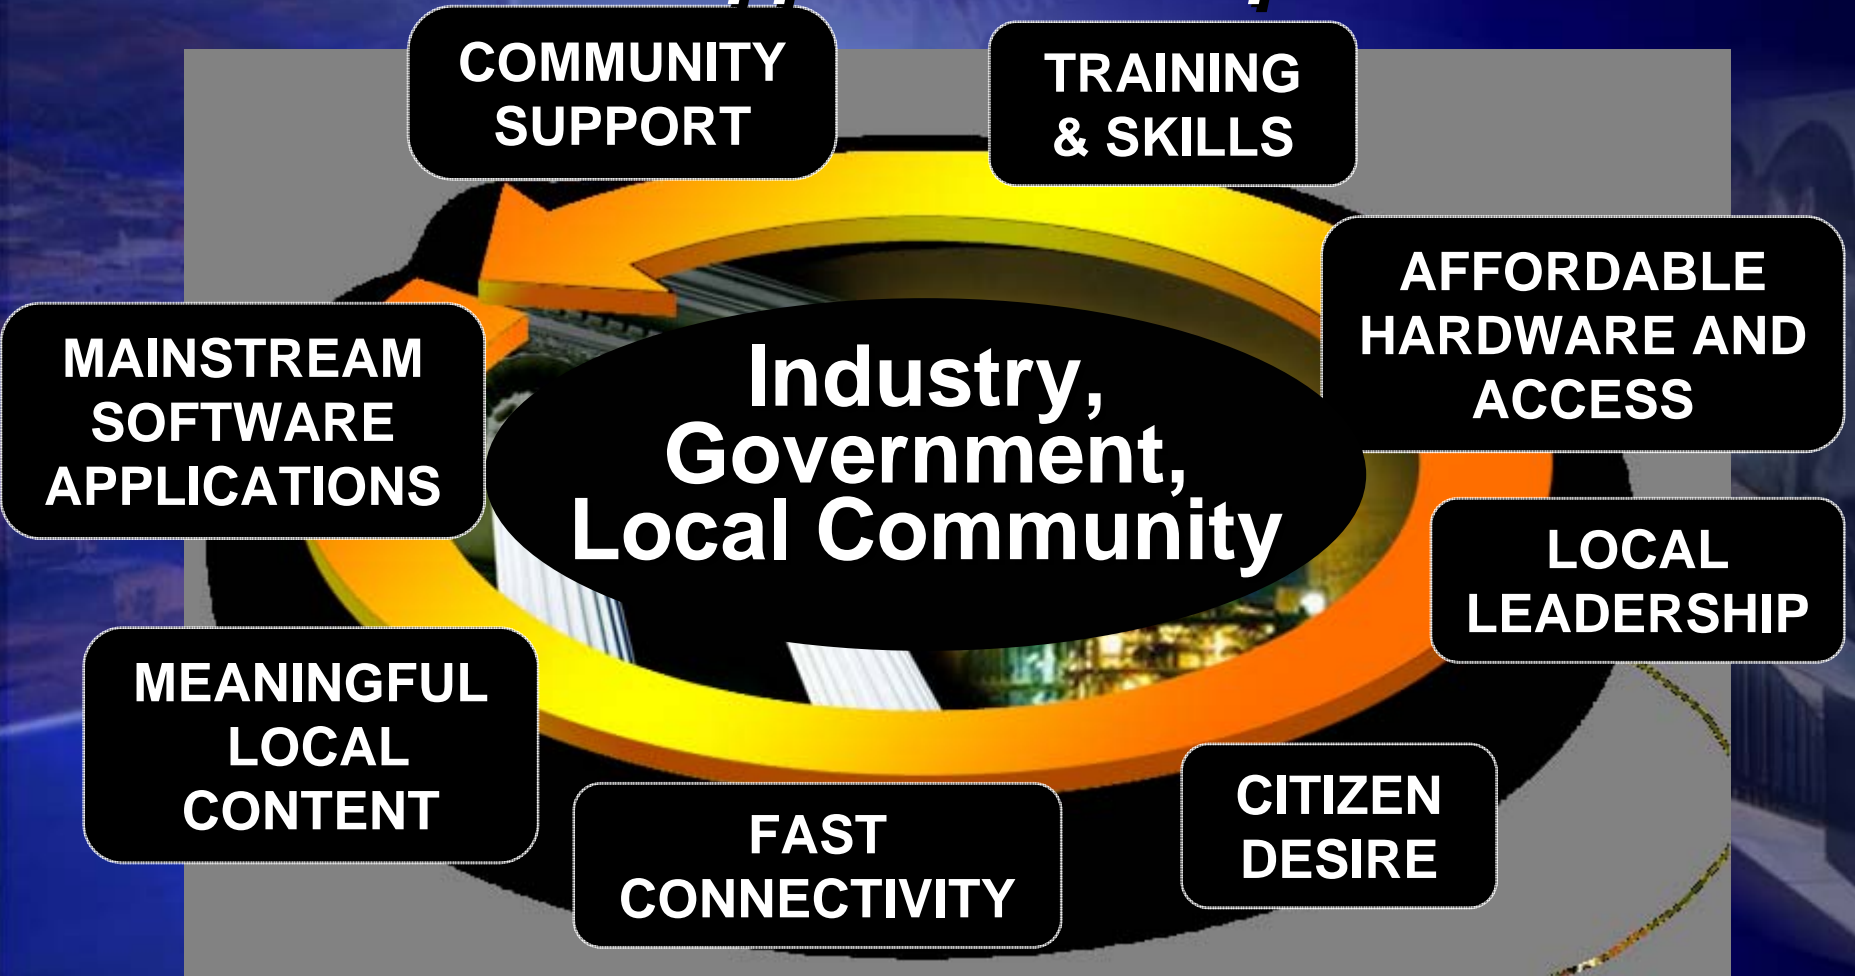 COMMUNITY
SUPPORT
TRAINING
& SKILLS
AFFORDABLE
HARDWARE AND
ACCESS
MAINSTREAM
SOFTWARE
APPLICATIONS
Industry,
Government,
Local Community
LOCAL
LEADERSHIP
MEANINGFUL
LOCAL
CONTENT
FAST
CONNECTIVITY
CITIZEN
DESIRE